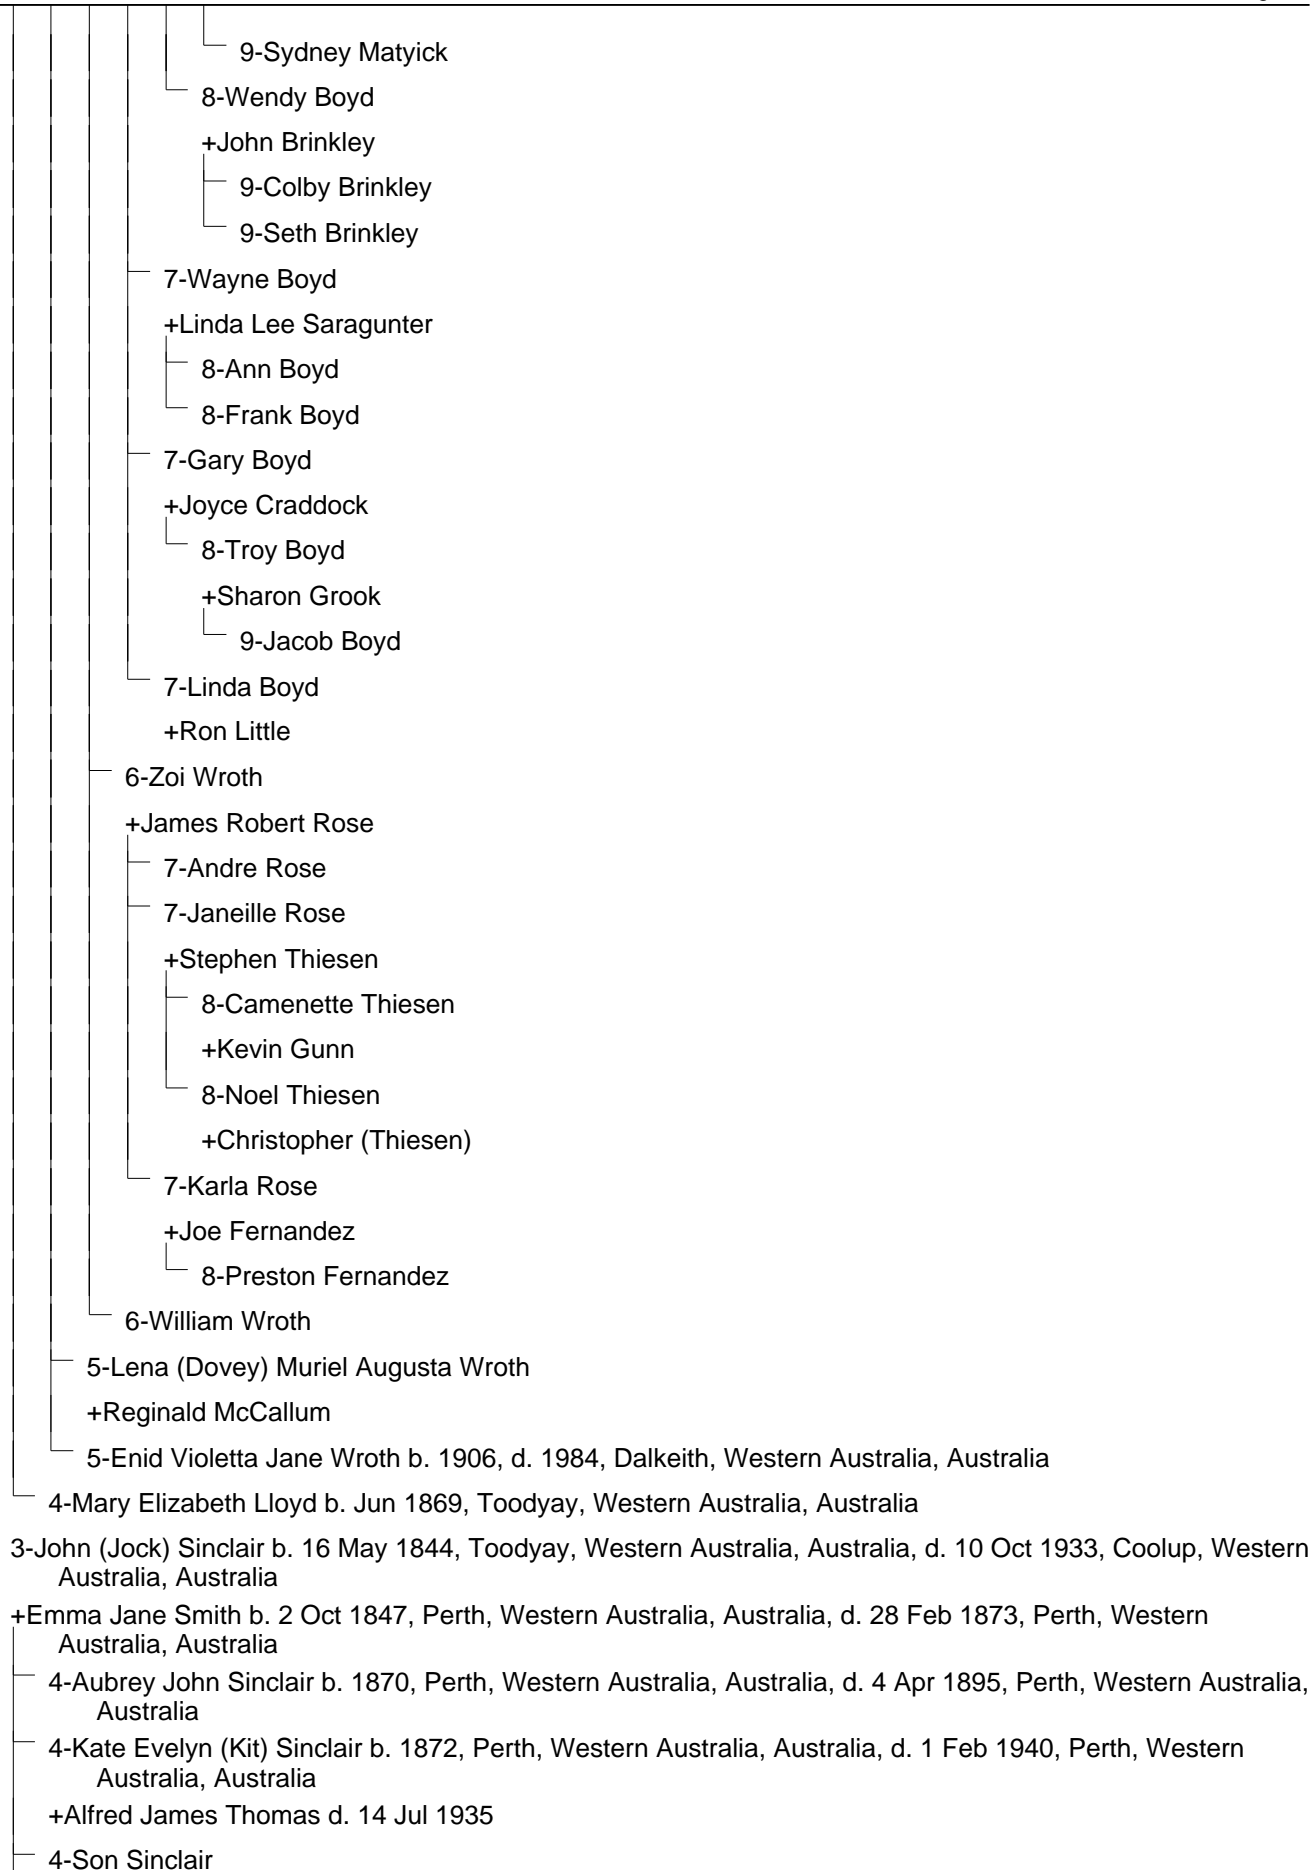 9-Sydney Matyick
8-Wendy Boyd
+John Brinkley
9-Colby Brinkley
9-Seth Brinkley
7-Wayne Boyd
+Linda Lee Saragunter
8-Ann Boyd
8-Frank Boyd
7-Gary Boyd
+Joyce Craddock
8-Troy Boyd
+Sharon Grook
9-Jacob Boyd
7-Linda Boyd
+Ron Little
6-Zoi Wroth
+James Robert Rose
7-Andre Rose
7-Janeille Rose
+Stephen Thiesen
8-Camenette Thiesen
+Kevin Gunn
8-Noel Thiesen
+Christopher (Thiesen)
7-Karla Rose
+Joe Fernandez
8-Preston Fernandez
6-William Wroth
5-Lena (Dovey) Muriel Augusta Wroth
+Reginald McCallum
5-Enid Violetta Jane Wroth b. 1906, d. 1984, Dalkeith, Western Australia, Australia
4-Mary Elizabeth Lloyd b. Jun 1869, Toodyay, Western Australia, Australia
3-John (Jock) Sinclair b. 16 May 1844, Toodyay, Western Australia, Australia, d. 10 Oct 1933, Coolup, Western
Australia, Australia
+Emma Jane Smith b. 2 Oct 1847, Perth, Western Australia, Australia, d. 28 Feb 1873, Perth, Western
Australia, Australia
4-Aubrey John Sinclair b. 1870, Perth, Western Australia, Australia, d. 4 Apr 1895, Perth, Western Australia,
Australia
4-Kate Evelyn (Kit) Sinclair b. 1872, Perth, Western Australia, Australia, d. 1 Feb 1940, Perth, Western
Australia, Australia
+Alfred James Thomas d. 14 Jul 1935
4-Son Sinclair